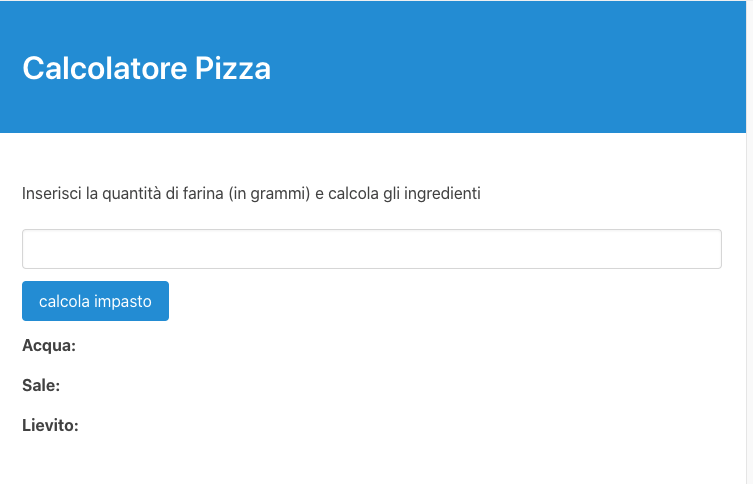 Calcolatore Pizza
Inserisci la quantità di farina (in grammi) e calcola gli ingredienti
calcola impasto
Acqua:
Sale:
Lievito: